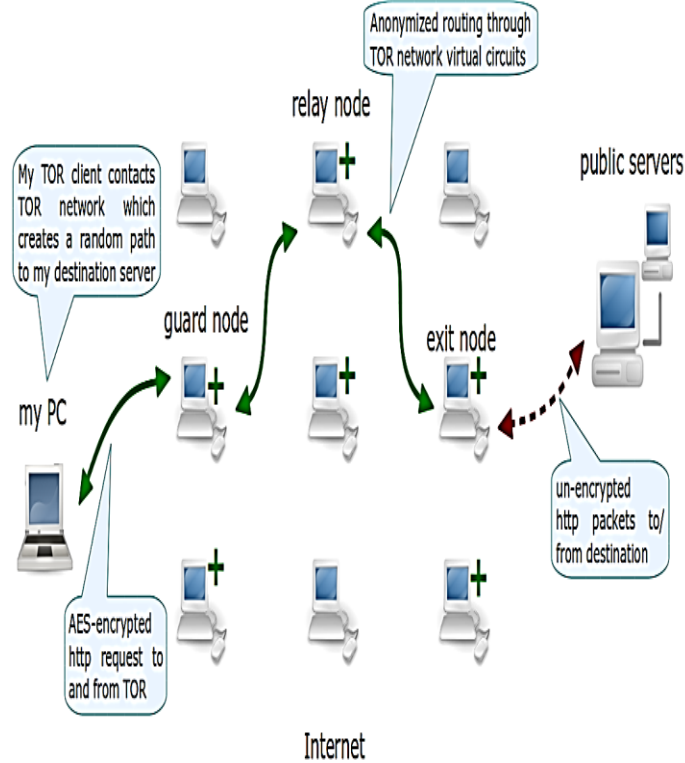 Anonymized routing through
TOR network virtual circuits
relay node
public servers
My TOR client contacts
TOR network which
creates a random path
to my destination server
guard node
exit node
my PC
un-encrypted
http packets to/
from destination
AES-encrypted
http request to
and from TOR
Internet